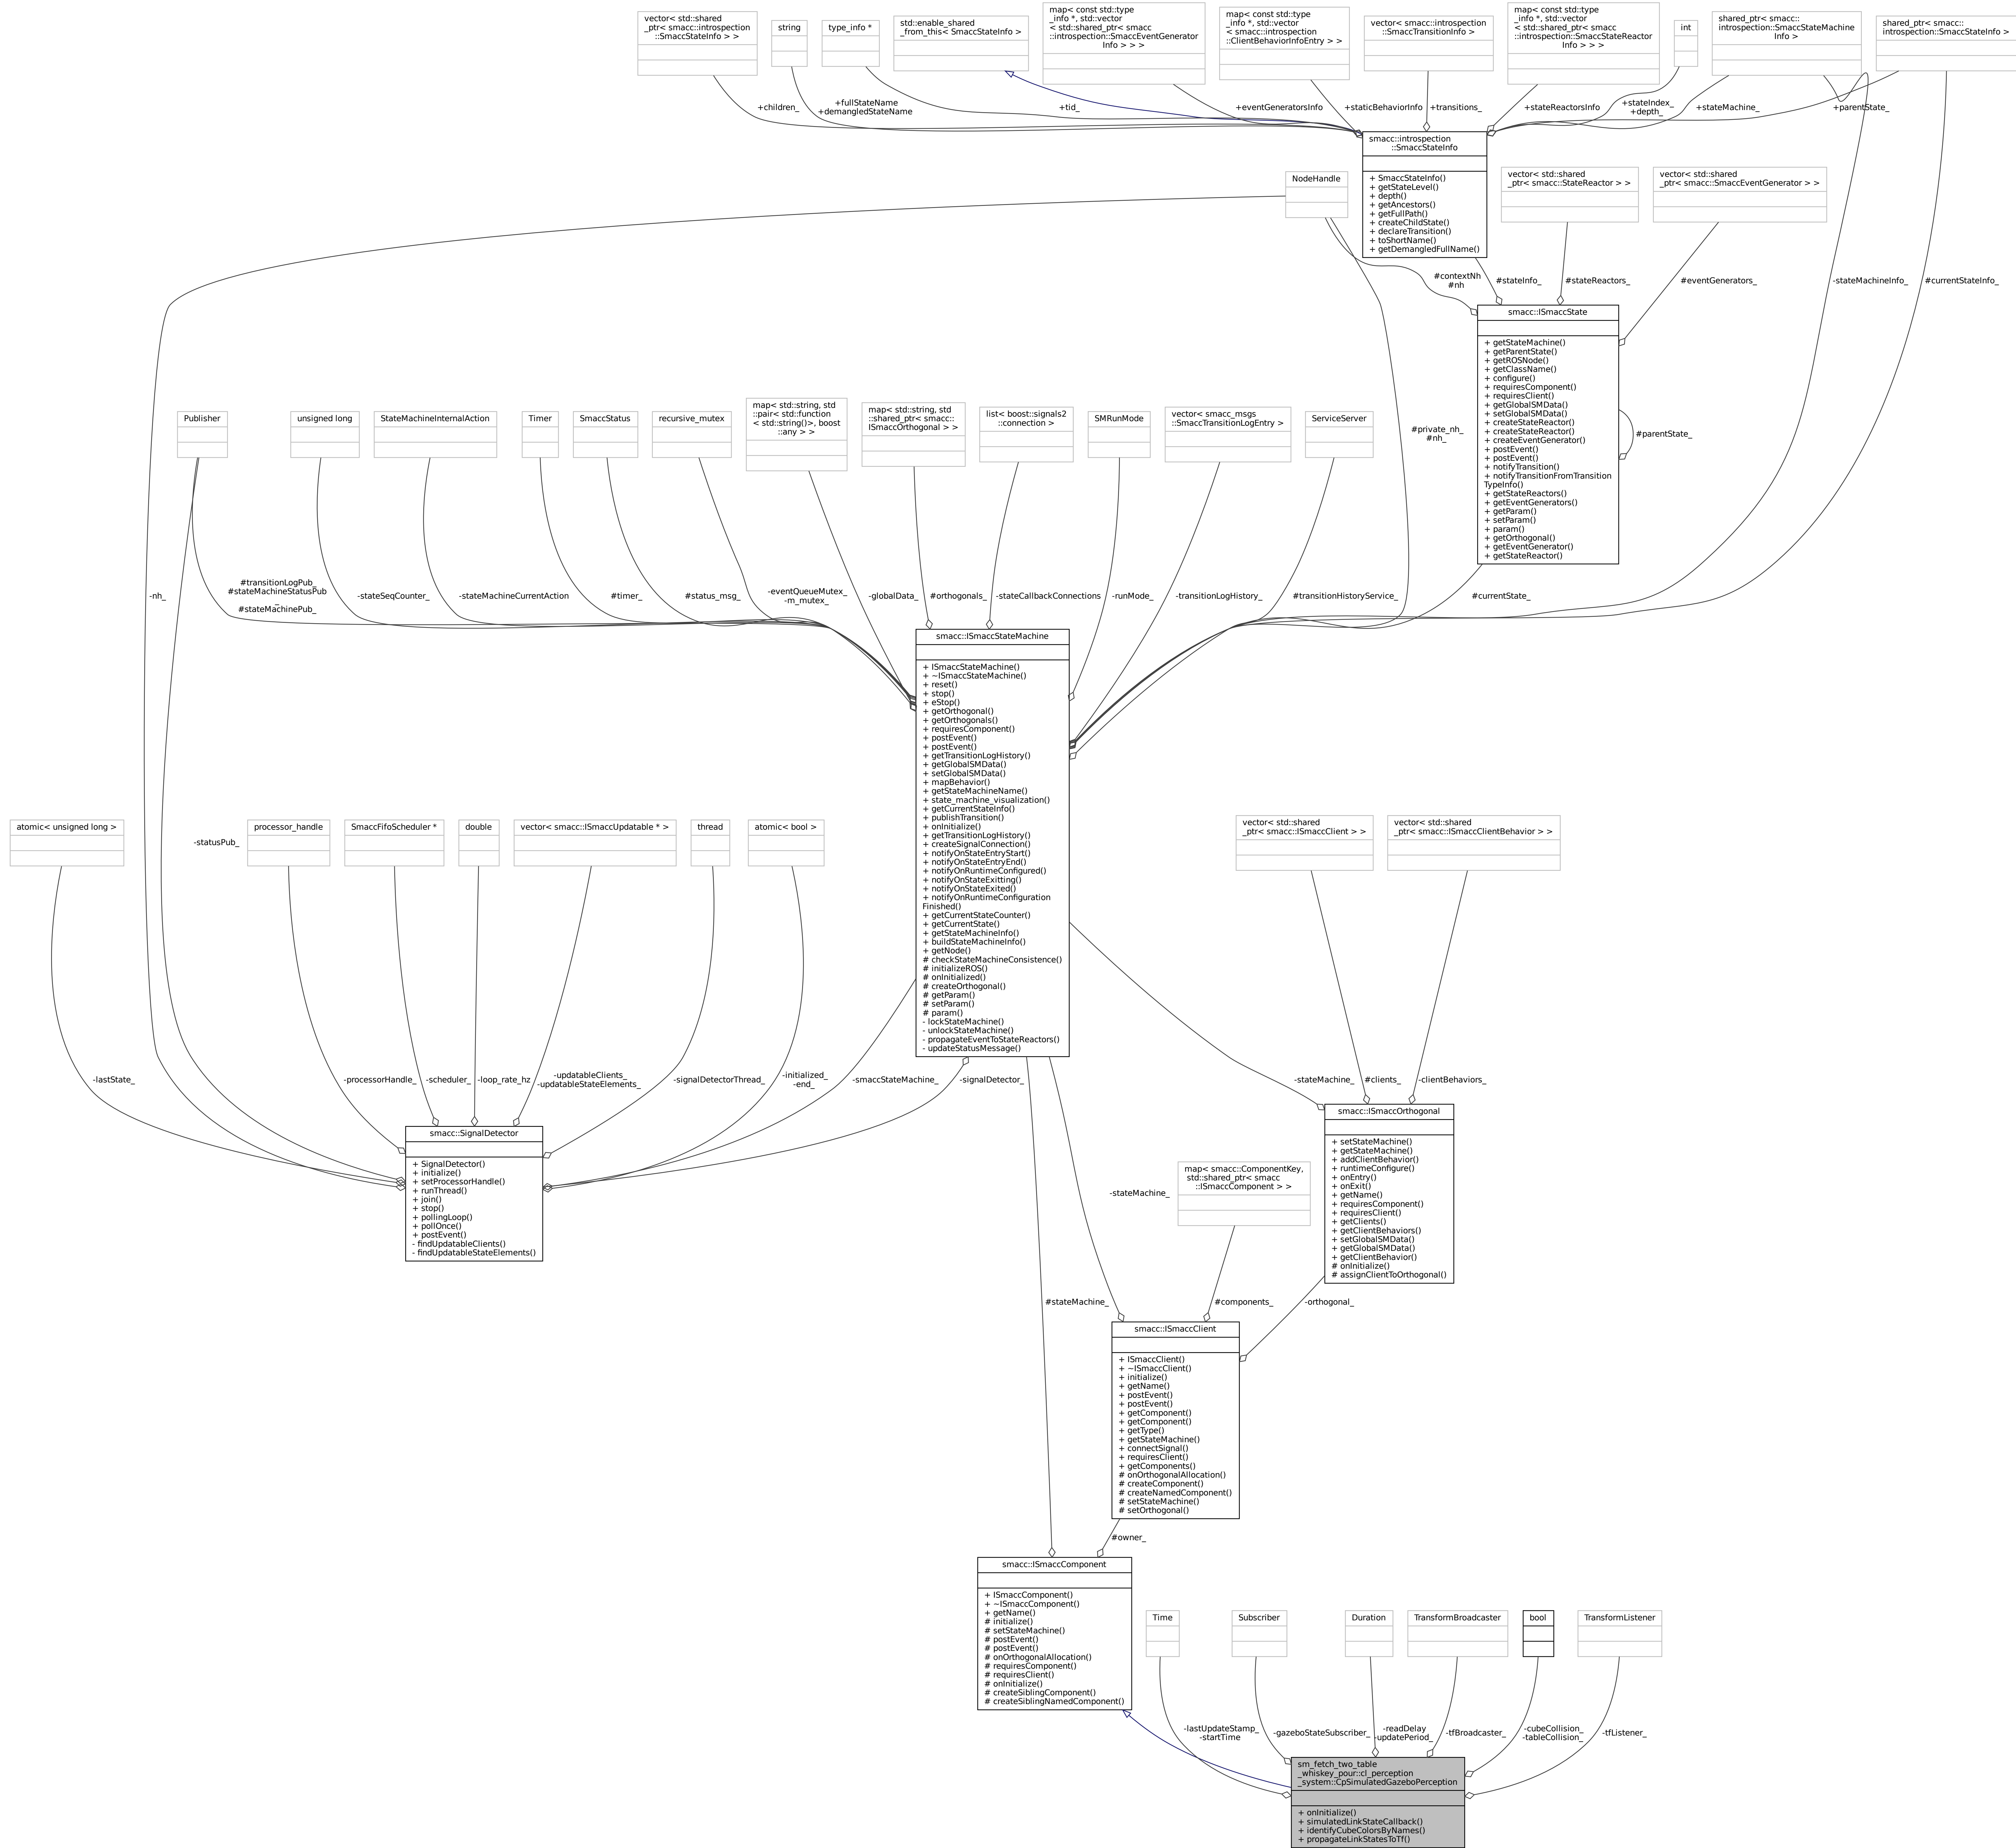 vector< std::shared
_ptr< smacc::introspection
::SmaccStateInfo > >
string
type_info *
std::enable_shared
_from_this< SmaccStateInfo >
map< const std::type
_info *, std::vector
< std::shared_ptr< smacc
::introspection::SmaccEventGenerator
Info > > >
map< const std::type
_info *, std::vector
< smacc::introspection
::ClientBehaviorInfoEntry > >
vector< smacc::introspection
::SmaccTransitionInfo >
map< const std::type
_info *, std::vector
< std::shared_ptr< smacc
::introspection::SmaccStateReactor
Info > > >
int
shared_ptr< smacc::
introspection::SmaccStateMachine
Info >
shared_ptr< smacc::
introspection::SmaccStateInfo >
+children_
+fullStateName
+demangledStateName
+tid_
+eventGeneratorsInfo
+staticBehaviorInfo
+transitions_
+stateReactorsInfo
+stateIndex_
+depth_
+stateMachine_
+parentState_
smacc::introspection
::SmaccStateInfo
+ SmaccStateInfo()
+ getStateLevel()
+ depth()
+ getAncestors()
+ getFullPath()
+ createChildState()
+ declareTransition()
+ toShortName()
+ getDemangledFullName()
NodeHandle
vector< std::shared
_ptr< smacc::StateReactor > >
vector< std::shared
_ptr< smacc::SmaccEventGenerator > >
#contextNh
#nh
#stateInfo_
#stateReactors_
#eventGenerators_
-stateMachineInfo_
#currentStateInfo_
smacc::ISmaccState
+ getStateMachine()
+ getParentState()
+ getROSNode()
+ getClassName()
+ configure()
+ requiresComponent()
+ requiresClient()
+ getGlobalSMData()
+ setGlobalSMData()
+ createStateReactor()
+ createStateReactor()
+ createEventGenerator()
+ postEvent()
+ postEvent()
+ notifyTransition()
+ notifyTransitionFromTransition
TypeInfo()
+ getStateReactors()
+ getEventGenerators()
+ getParam()
+ setParam()
+ param()
+ getOrthogonal()
+ getEventGenerator()
+ getStateReactor()
#parentState_
Publisher
unsigned long
StateMachineInternalAction
Timer
SmaccStatus
recursive_mutex
map< std::string, std
::pair< std::function
< std::string()>, boost
::any > >
map< std::string, std
::shared_ptr< smacc::
ISmaccOrthogonal > >
list< boost::signals2
::connection >
SMRunMode
vector< smacc_msgs
::SmaccTransitionLogEntry >
ServiceServer
#private_nh_
#nh_
-nh_
#transitionLogPub_
#stateMachineStatusPub
_
#stateMachinePub_
-stateSeqCounter_
-stateMachineCurrentAction
#timer_
#status_msg_
-eventQueueMutex_
-m_mutex_
-globalData_
#orthogonals_
-stateCallbackConnections
-runMode_
-transitionLogHistory_
#transitionHistoryService_
#currentState_
smacc::ISmaccStateMachine
+ ISmaccStateMachine()
+ ~ISmaccStateMachine()
+ reset()
+ stop()
+ eStop()
+ getOrthogonal()
+ getOrthogonals()
+ requiresComponent()
+ postEvent()
+ postEvent()
+ getTransitionLogHistory()
+ getGlobalSMData()
+ setGlobalSMData()
+ mapBehavior()
+ getStateMachineName()
+ state_machine_visualization()
+ getCurrentStateInfo()
+ publishTransition()
+ onInitialize()
+ getTransitionLogHistory()
+ createSignalConnection()
+ notifyOnStateEntryStart()
+ notifyOnStateEntryEnd()
+ notifyOnRuntimeConfigured()
+ notifyOnStateExitting()
+ notifyOnStateExited()
+ notifyOnRuntimeConfiguration
Finished()
+ getCurrentStateCounter()
+ getCurrentState()
+ getStateMachineInfo()
+ buildStateMachineInfo()
+ getNode()
# checkStateMachineConsistence()
# initializeROS()
# onInitialized()
# createOrthogonal()
# getParam()
# setParam()
# param()
- lockStateMachine()
- unlockStateMachine()
- propagateEventToStateReactors()
- updateStatusMessage()
atomic< unsigned long >
-statusPub_
processor_handle
SmaccFifoScheduler *
double
vector< smacc::ISmaccUpdatable * >
thread
atomic< bool >
vector< std::shared
_ptr< smacc::ISmaccClient > >
vector< std::shared
_ptr< smacc::ISmaccClientBehavior > >
-lastState_
-processorHandle_
-scheduler_
-loop_rate_hz
-updatableClients_
-updatableStateElements_
-signalDetectorThread_
-initialized_
-end_
-smaccStateMachine_
-signalDetector_
-stateMachine_
#clients_
-clientBehaviors_
smacc::SignalDetector
+ SignalDetector()
+ initialize()
+ setProcessorHandle()
+ runThread()
+ join()
+ stop()
+ pollingLoop()
+ pollOnce()
+ postEvent()
- findUpdatableClients()
- findUpdatableStateElements()
smacc::ISmaccOrthogonal
+ setStateMachine()
+ getStateMachine()
+ addClientBehavior()
+ runtimeConfigure()
+ onEntry()
+ onExit()
+ getName()
+ requiresComponent()
+ requiresClient()
+ getClients()
+ getClientBehaviors()
+ setGlobalSMData()
+ getGlobalSMData()
+ getClientBehavior()
# onInitialize()
# assignClientToOrthogonal()
map< smacc::ComponentKey,
std::shared_ptr< smacc
::ISmaccComponent > >
-stateMachine_
#stateMachine_
#components_
-orthogonal_
smacc::ISmaccClient
+ ISmaccClient()
+ ~ISmaccClient()
+ initialize()
+ getName()
+ postEvent()
+ postEvent()
+ getComponent()
+ getComponent()
+ getType()
+ getStateMachine()
+ connectSignal()
+ requiresClient()
+ getComponents()
# onOrthogonalAllocation()
# createComponent()
# createNamedComponent()
# setStateMachine()
# setOrthogonal()
#owner_
smacc::ISmaccComponent
+ ISmaccComponent()
+ ~ISmaccComponent()
+ getName()
# initialize()
# setStateMachine()
# postEvent()
# postEvent()
# onOrthogonalAllocation()
# requiresComponent()
# requiresClient()
# onInitialize()
# createSiblingComponent()
# createSiblingNamedComponent()
Time
Subscriber
Duration
TransformBroadcaster
bool
TransformListener
-lastUpdateStamp_
-startTime
-gazeboStateSubscriber_
-readDelay
-updatePeriod_
-tfBroadcaster_
-cubeCollision_
-tableCollision_
-tfListener_
sm_fetch_two_table
_whiskey_pour::cl_perception
_system::CpSimulatedGazeboPerception
+ onInitialize()
+ simulatedLinkStateCallback()
+ identifyCubeColorsByNames()
+ propagateLinkStatesToTf()